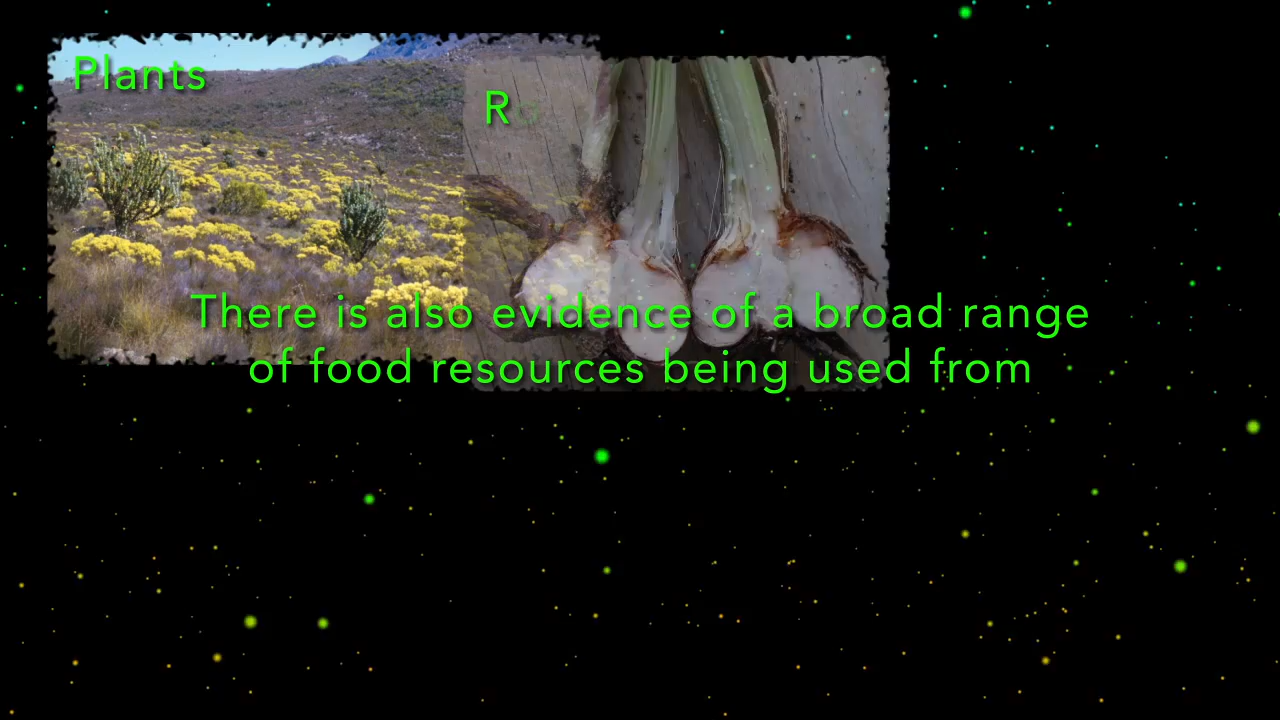 Plants
R
There is also evidence of a broad range
of food resources being used from